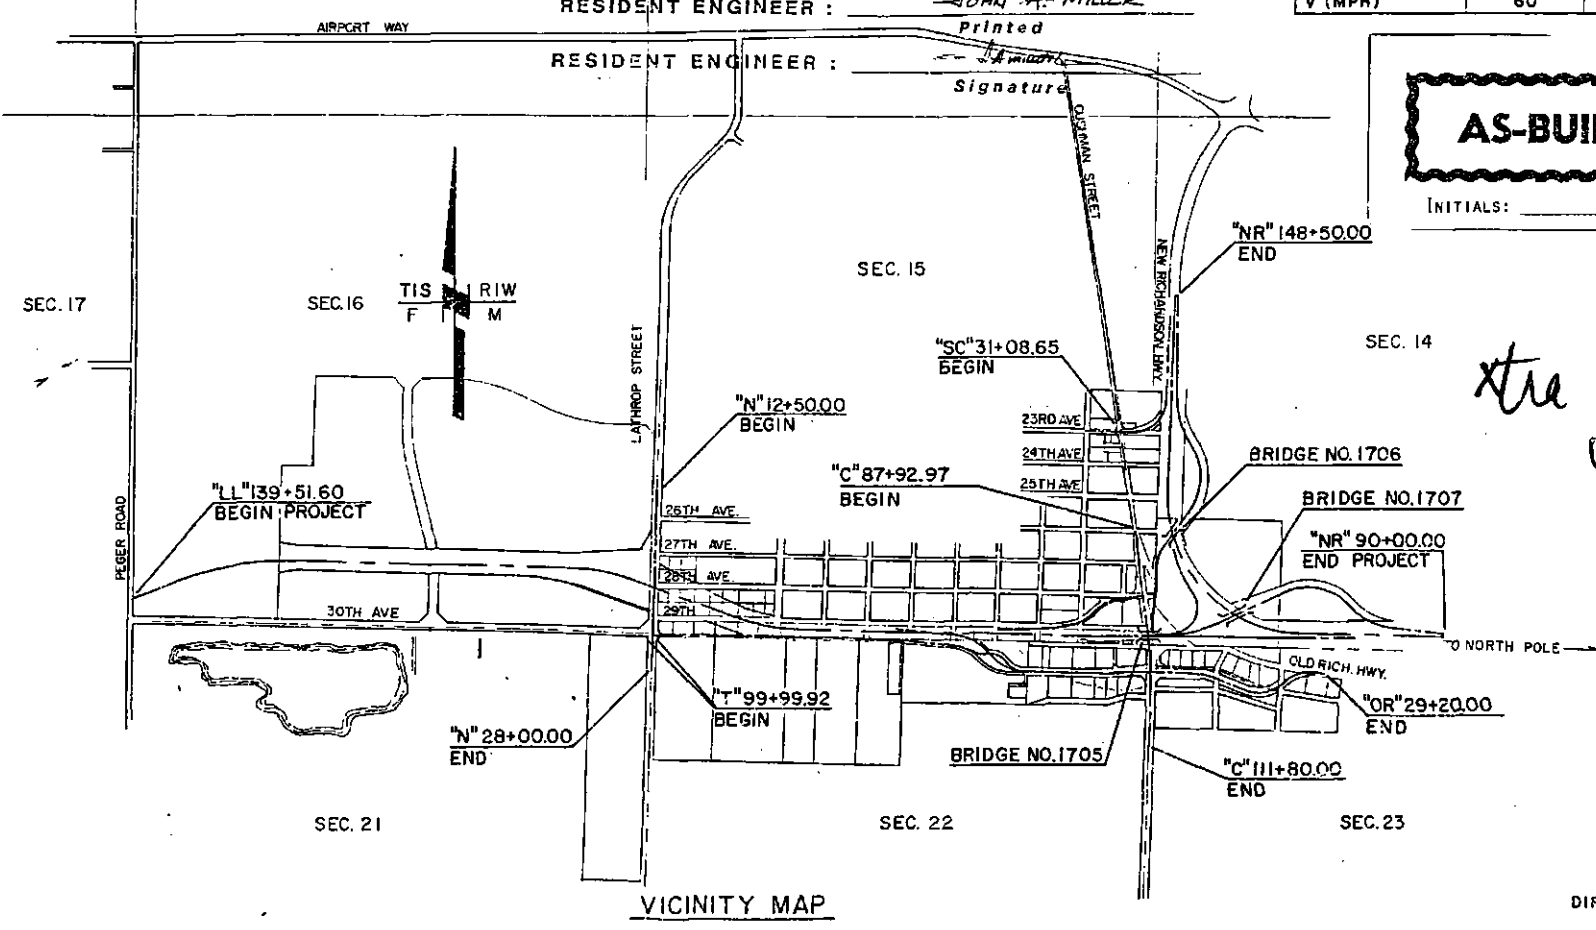 RESIDENT ENGINEER :
V (MPH) 60
Printed
AIRPORT WAY
RESIDENT ENGINEER :
Signature
CUSHMAN STREET
INITIALS:
"NR" 148+50.00
END
NEW RICHARDSON HWY.
SEC. 15
SEC. 17
SEC. 16
T1S R1W
F M
LATHROP STREET
SEC. 14
"SC" 31+08.65
BEGIN
xtra
"N" 12+50.00
BEGIN
23RD AVE
24TH AVE
25TH AVE
BRIDGE NO. 1706
"C" 87+92.97
BEGIN
"LL" 139+51.60
BEGIN PROJECT
BRIDGE NO. 1707
26TH AVE.
27TH AVE.
28TH AVE.
29TH
"NR" 90+00.00
END PROJECT
PEGER ROAD
30TH AVE
NORTH POLE
OLD RICH. HWY.
"T" 99+99.92
BEGIN
"OR" 29+20.00
END
"N" 28+00.00
END
BRIDGE NO. 1705
"C" 111+80.00
END
SEC. 21
SEC. 22
SEC. 23
VICINITY MAP